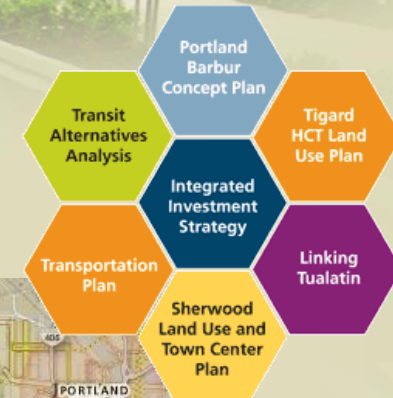 Portland
Barbur
Concept Plan
Transit
Alternatives
Analysis
Tigard
HCT Land
Use Plan
Integrated
Investment
Strategy
Transportation
Plan
Linking
Tualatin
Sherwood
Land Use and
Town Center
Plan
405
PORTLAND